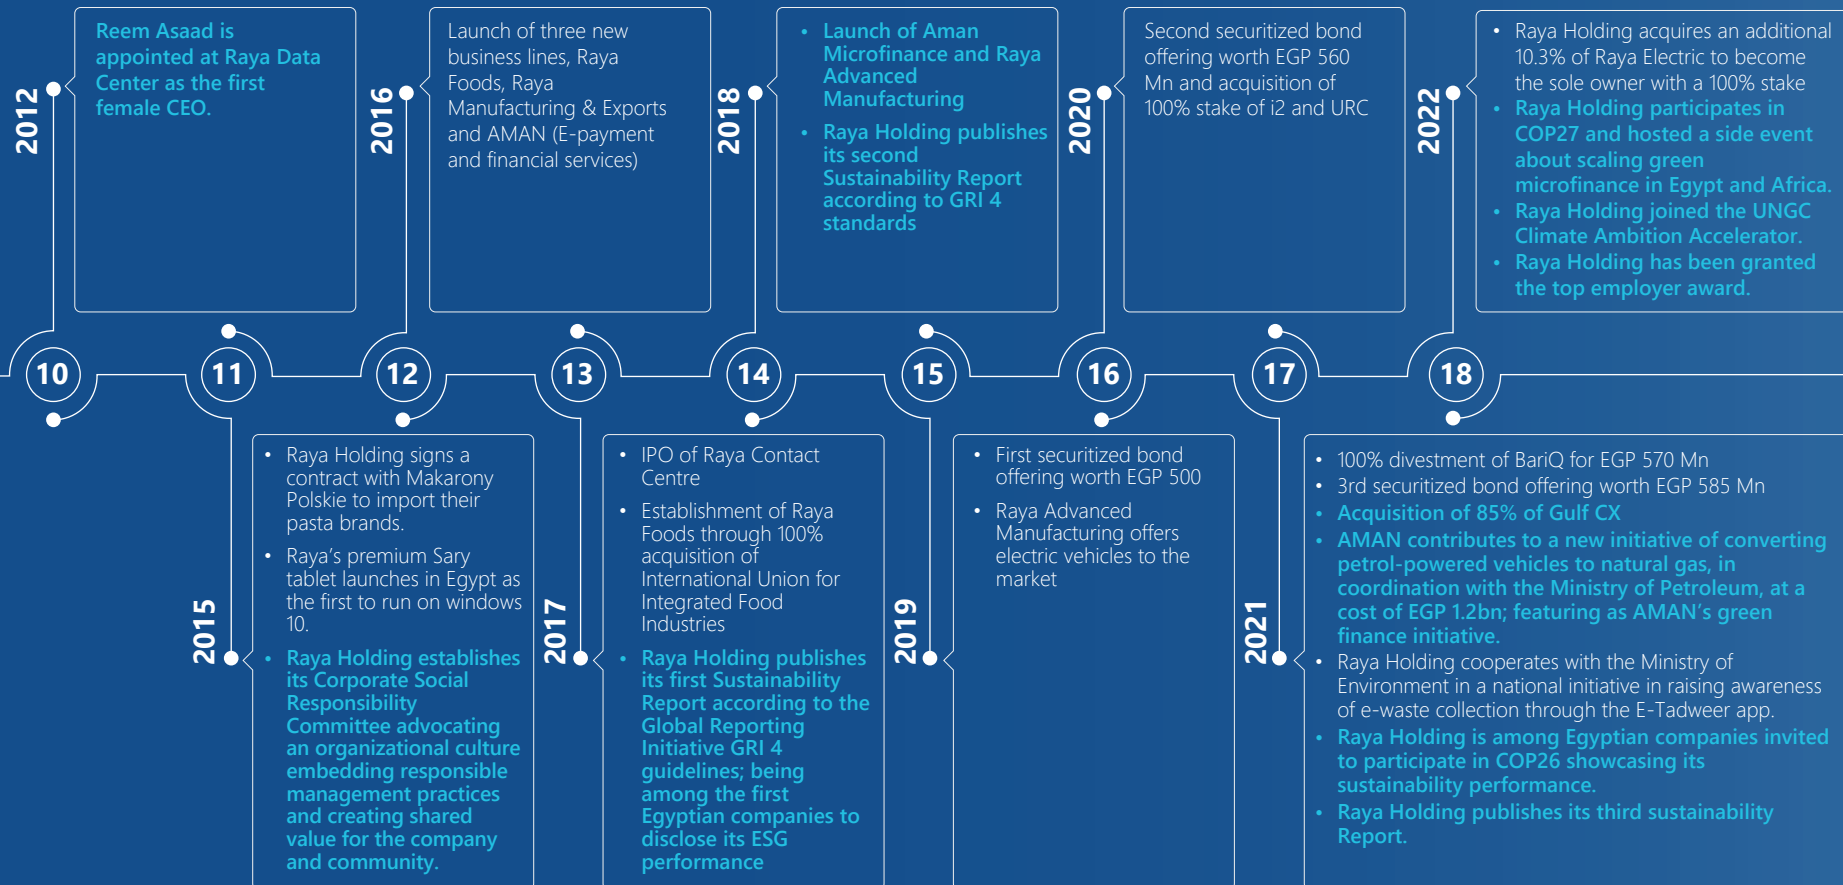 2012
Reem Asaad is
appointed at Raya Data
Center as the first
female CEO.
2016
Launch of three new
business lines, Raya
Foods, Raya
Manufacturing & Exports
and AMAN (E-payment
and financial services)
2018
• Launch of Aman
Microfinance and Raya
Advanced
Manufacturing
• Raya Holding publishes
its second
Sustainability Report
according to GRI 4
standards
2020
Second securitized bond
offering worth EGP 560
Mn and acquisition of
100% stake of i2 and URC
2022
• Raya Holding acquires an additional
10.3% of Raya Electric to become
the sole owner with a 100% stake
• Raya Holding participates in
COP27 and hosted a side event
about scaling green
microfinance in Egypt and Africa.
• Raya Holding joined the UNGC
Climate Ambition Accelerator.
• Raya Holding has been granted
the top employer award.
10
11
12
13
14
15
16
17
18
2015
• Raya Holding signs a
contract with Makarony
Polskie to import their
pasta brands.
• Raya’s premium Sary
tablet launches in Egypt as
the first to run on windows
10.
• Raya Holding establishes
its Corporate Social
Responsibility
Committee advocating
an organizational culture
embedding responsible
management practices
and creating shared
value for the company
and community.
2017
• IPO of Raya Contact
Centre
• Establishment of Raya
Foods through 100%
acquisition of
International Union for
Integrated Food
Industries
• Raya Holding publishes
its first Sustainability
Report according to the
Global Reporting
Initiative GRI 4
guidelines; being
among the first
Egyptian companies to
disclose its ESG
performance
2019
• First securitized bond
offering worth EGP 500
• Raya Advanced
Manufacturing offers
electric vehicles to the
market
2021
• 100% divestment of BariQ for EGP 570 Mn
• 3rd securitized bond offering worth EGP 585 Mn
• Acquisition of 85% of Gulf CX
• AMAN contributes to a new initiative of converting
petrol-powered vehicles to natural gas, in
coordination with the Ministry of Petroleum, at a
cost of EGP 1.2bn; featuring as AMAN’s green
finance initiative.
• Raya Holding cooperates with the Ministry of
Environment in a national initiative in raising awareness
of e-waste collection through the E-Tadweer app.
• Raya Holding is among Egyptian companies invited
to participate in COP26 showcasing its
sustainability performance.
• Raya Holding publishes its third sustainability
Report.